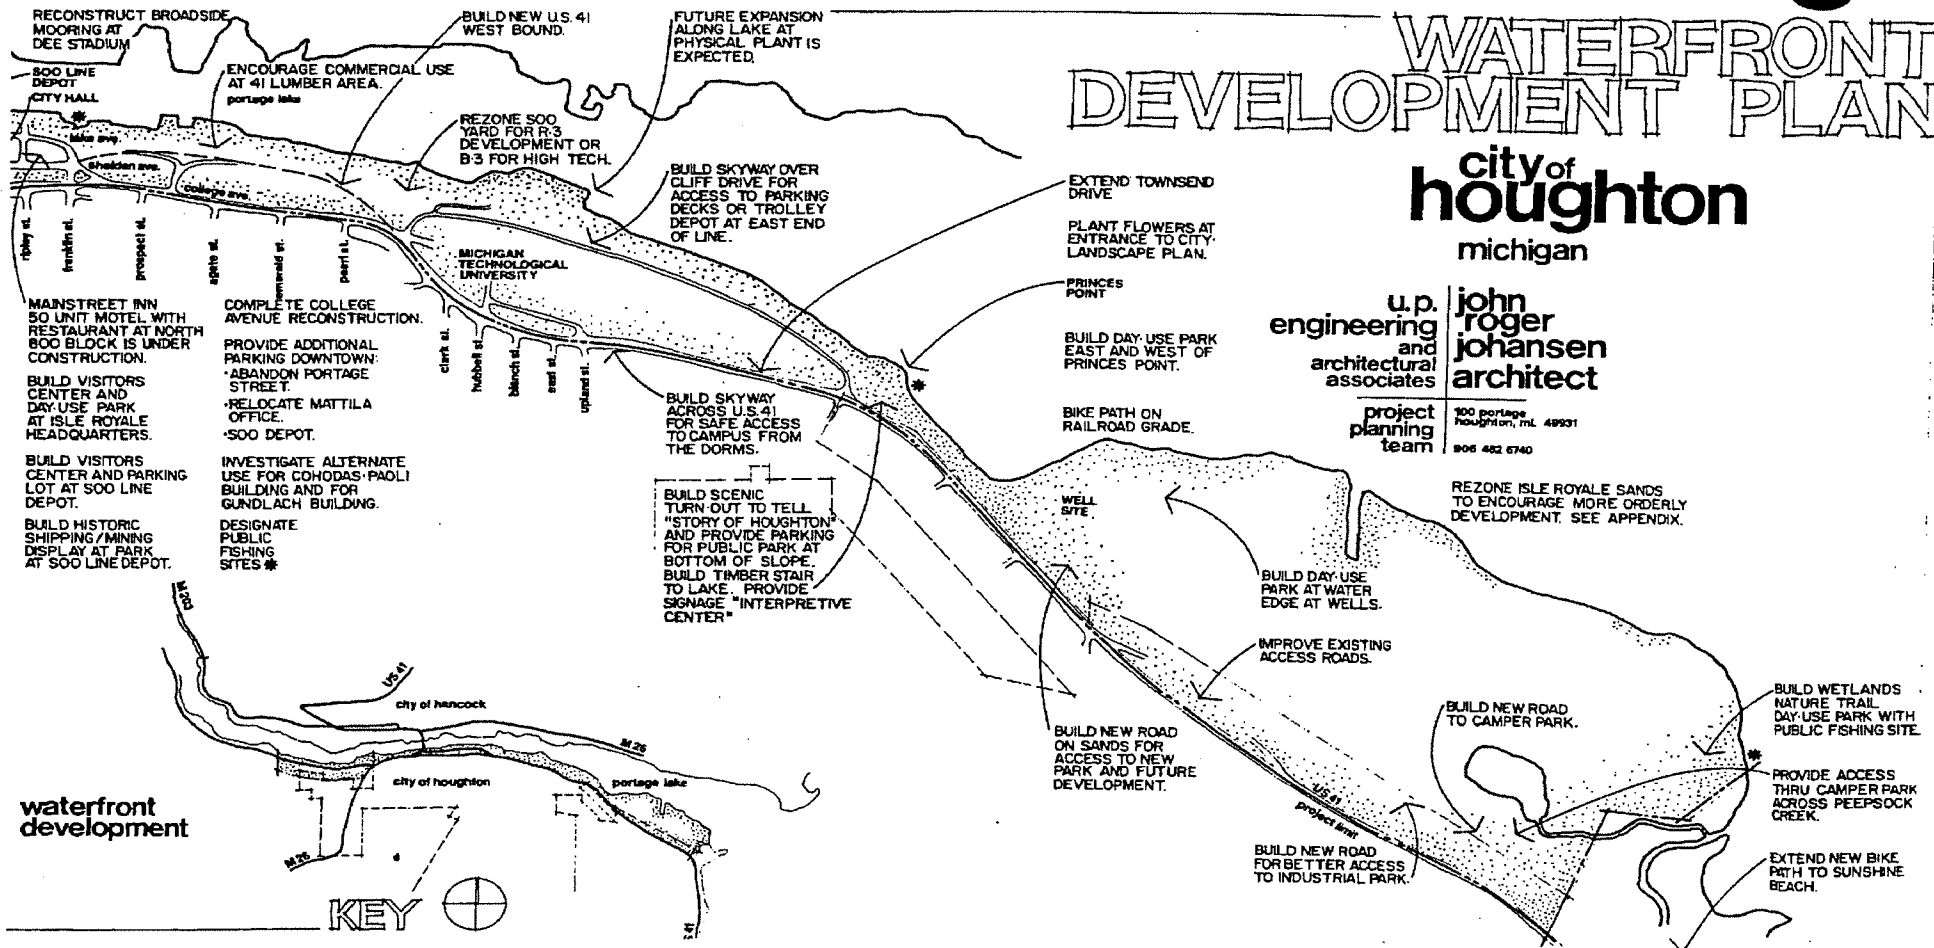 WATERFRONT
DEVELOPMENT PLAN
city of
houghton
michigan
u.p.
engineering
and
architectural
associates
john
roger
johansen
architect
project
planning
team
100 portage
houghton, mi. 49931
906 482 6740
RECONSTRUCT BROADSIDE
MOORING AT
DEE STADIUM
SOO LINE
DEPOT
CITY HALL
ENCOURAGE COMMERCIAL USE
AT 41 LUMBER AREA.
portage lake
BUILD NEW U.S. 41
WEST BOUND.
FUTURE EXPANSION
ALONG LAKE AT
PHYSICAL PLANT IS
EXPECTED.
REZONE SOO
YARD FOR R-3
DEVELOPMENT OR
B-3 FOR HIGH TECH.
BUILD SKYWAY OVER
CLIFF DRIVE FOR
ACCESS TO PARKING
DECKS OR TROLLEY
DEPOT AT EAST END
OF LINE.
EXTEND TOWNSEND
DRIVE
PLANT FLOWERS AT
ENTRANCE TO CITY-
LANDSCAPE PLAN.
PRINCES
POINT
BUILD DAY-USE PARK
EAST AND WEST OF
PRINCES POINT.
BIKE PATH ON
RAILROAD GRADE.
lake ave.
shelden ave.
college ave.
ripley st.
franklin st.
prospect st.
agate st.
emerald st.
pearl st.
MICHIGAN
TECHNOLOGICAL
UNIVERSITY
clark st.
hubbell st.
blanch st.
east st.
upland st.
MAINSTREET INN
50 UNIT MOTEL WITH
RESTAURANT AT NORTH
800 BLOCK IS UNDER
CONSTRUCTION.
BUILD VISITORS
CENTER AND
DAY-USE PARK
AT ISLE ROYALE
HEADQUARTERS.
BUILD VISITORS
CENTER AND PARKING
LOT AT SOO LINE
DEPOT.
BUILD HISTORIC
SHIPPING/MINING
DISPLAY AT PARK
AT SOO LINE DEPOT.
COMPLETE COLLEGE
AVENUE RECONSTRUCTION.
PROVIDE ADDITIONAL
PARKING DOWNTOWN:
·ABANDON PORTAGE
STREET.
·RELOCATE MATTILA
OFFICE.
·SOO DEPOT.
INVESTIGATE ALTERNATE
USE FOR COHODAS-PAOLI
BUILDING AND FOR
GUNDLACH BUILDING.
DESIGNATE
PUBLIC
FISHING
SITES *
BUILD SKYWAY
ACROSS U.S.41
FOR SAFE ACCESS
TO CAMPUS FROM
THE DORMS.
BUILD SCENIC
TURN-OUT TO TELL
"STORY OF HOUGHTON"
AND PROVIDE PARKING
FOR PUBLIC PARK AT
BOTTOM OF SLOPE.
BUILD TIMBER STAIR
TO LAKE. PROVIDE
SIGNAGE "INTERPRETIVE
CENTER"
WELL
SITE
REZONE ISLE ROYALE SANDS
TO ENCOURAGE MORE ORDERLY
DEVELOPMENT. SEE APPENDIX.
BUILD DAY-USE
PARK AT WATER
EDGE AT WELLS.
IMPROVE EXISTING
ACCESS ROADS.
BUILD NEW ROAD
ON SANDS FOR
ACCESS TO NEW
PARK AND FUTURE
DEVELOPMENT.
BUILD NEW ROAD
TO CAMPER PARK.
BUILD WETLANDS
NATURE TRAIL
DAY-USE PARK WITH
PUBLIC FISHING SITE.
PROVIDE ACCESS
THRU CAMPER PARK
ACROSS PEEPSOCK
CREEK.
US 41
project limit
BUILD NEW ROAD
FOR BETTER ACCESS
TO INDUSTRIAL PARK.
EXTEND NEW BIKE
PATH TO SUNSHINE
BEACH.
M 203
US 41
city of hancock
M 26
city of houghton
portage lake
waterfront
development
M 26
KEY